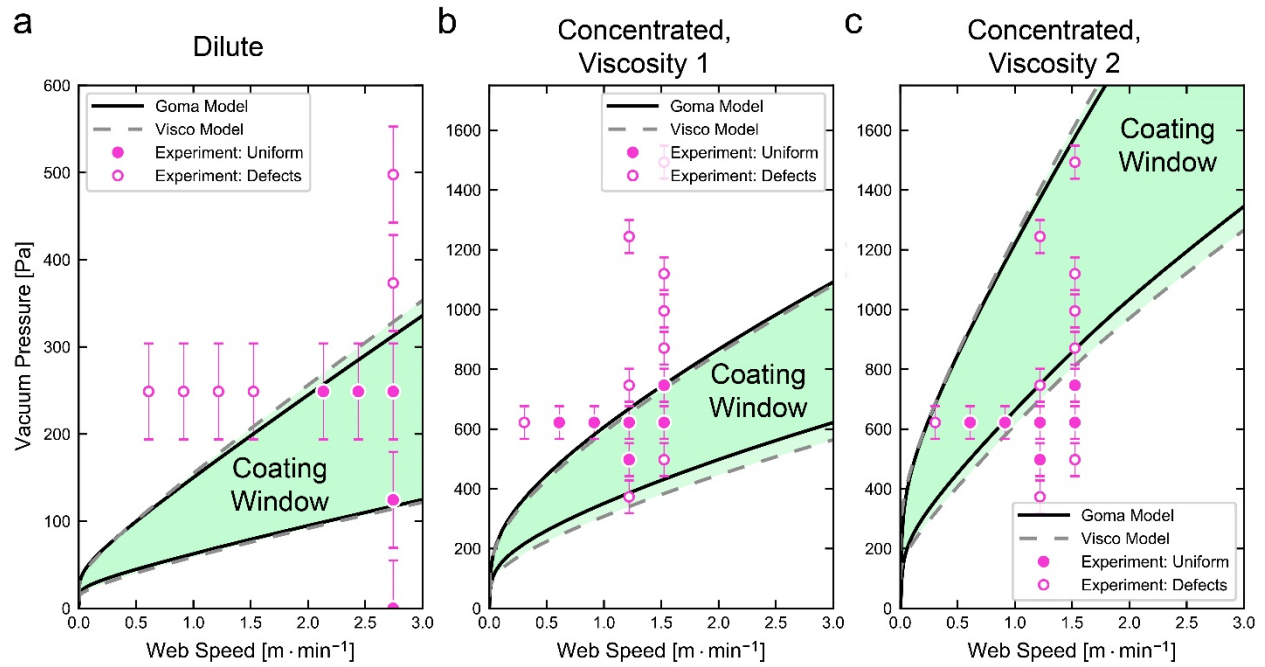 a
Dilute
600
500
400
300
200
100
0
Vacuum Pressure [Pa]
Goma Model
Visco Model
Experiment: Uniform
Experiment: Defects
Coating
Window
0.0 0.5 1.0 1.5 2.0 2.5 3.0
Web Speed [m · min⁻¹]
b
Concentrated,
Viscosity 1
1600
1400
1200
1000
800
600
400
200
0
Goma Model
Visco Model
Experiment: Uniform
Experiment: Defects
Coating
Window
0.0 0.5 1.0 1.5 2.0 2.5 3.0
Web Speed [m · min⁻¹]
c
Concentrated,
Viscosity 2
1600
1400
1200
1000
800
600
400
200
0
Coating
Window
Goma Model
Visco Model
Experiment: Uniform
Experiment: Defects
0.0 0.5 1.0 1.5 2.0 2.5 3.0
Web Speed [m · min⁻¹]